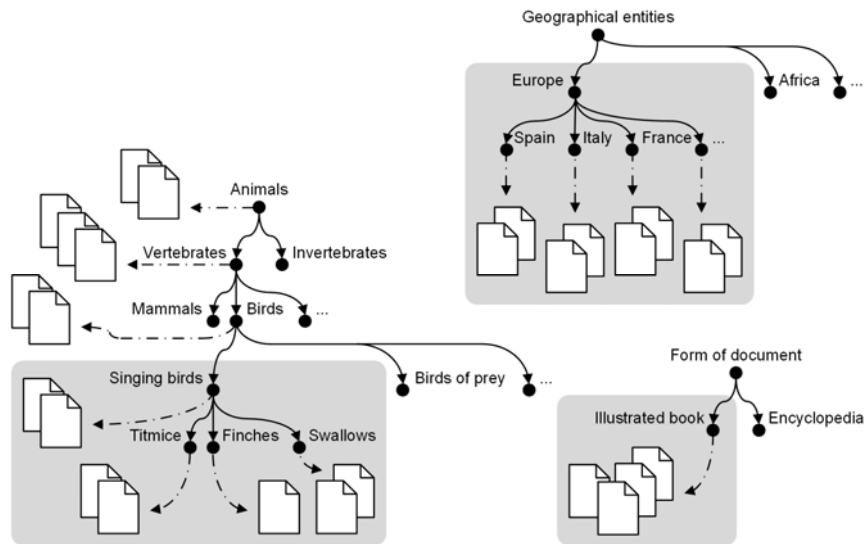 Geographical entities
Europe
Africa
...
Spain
Italy
France
...
Animals
Vertebrates
Invertebrates
Mammals
Birds
...
Singing birds
Birds of prey
...
Titmice
Finches
Swallows
Form of document
Illustrated book
Encyclopedia